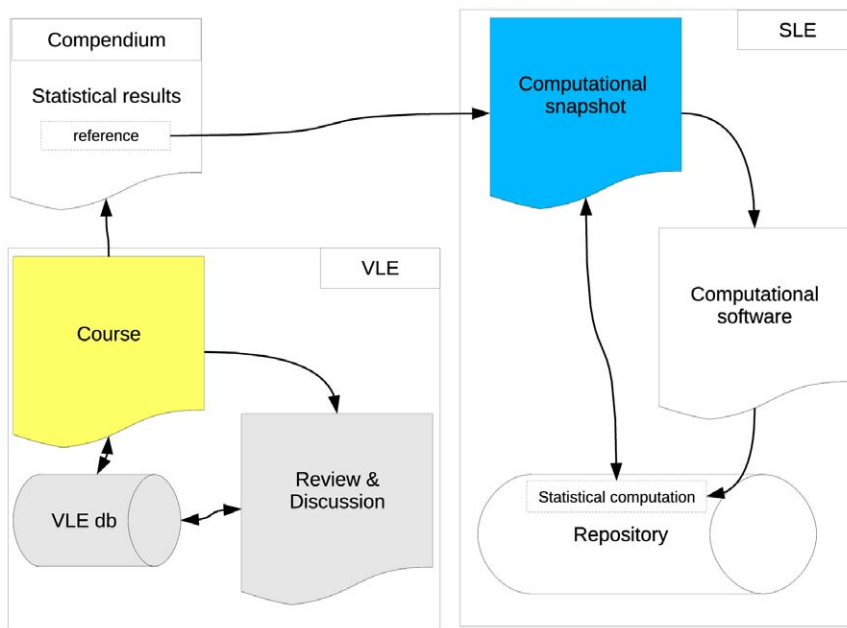 Compendium
Statistical results
reference
SLE
Computational
snapshot
Computational
software
Statistical computation
Repository
VLE
Course
Review &
Discussion
VLE db